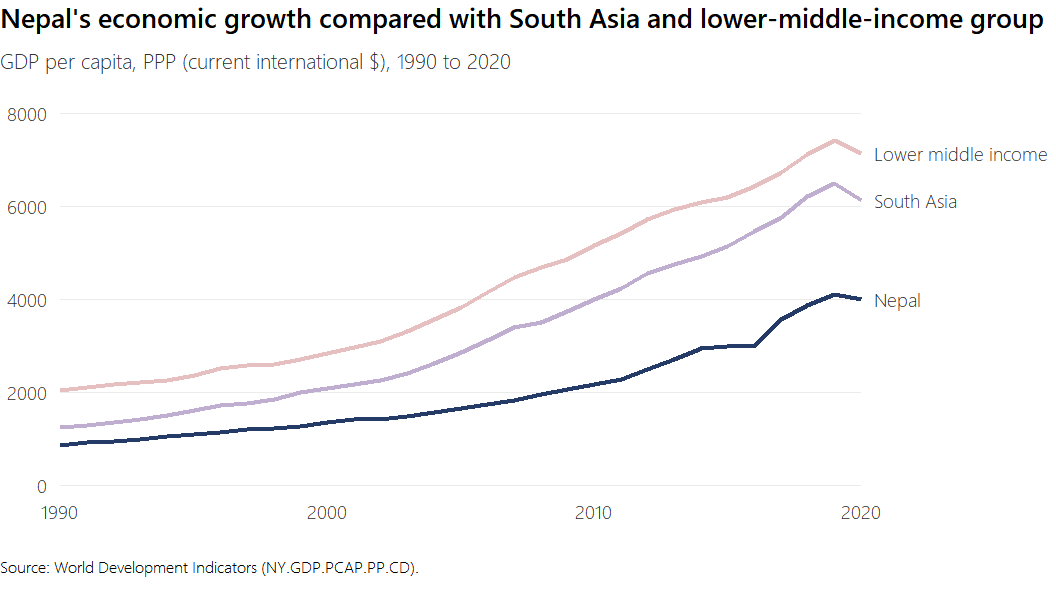 Nepal's economic growth compared with South Asia and lower-middle-income group
GDP per capita, PPP (current international $), 1990 to 2020
8000
Lower middle income
6000
South Asia
4000
Nepal
2000
0
1990 2000 2010 2020
Source: World Development Indicators (NY.GDP.PCAP.PP.CD).